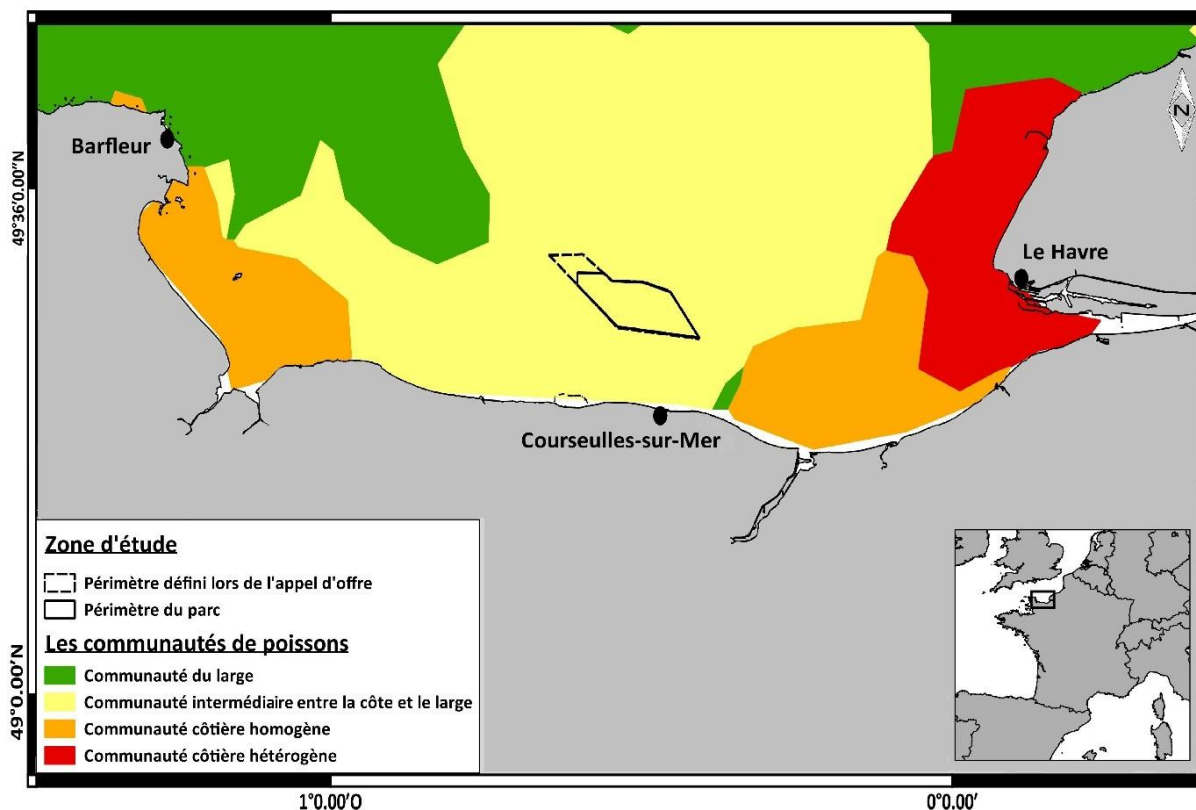 Barfleur
49°36'0.00''N
Le Havre
Courseulles-sur-Mer
Zone d'étude
Périmètre défini lors de l'appel d'offre
Périmètre du parc
Les communautés de poissons
Communauté du large
Communauté intermédiaire entre la côte et le large
Communauté côtière homogène
Communauté côtière hétérogène
49°0.00'N
1°0.00'O
0°0.00'
N